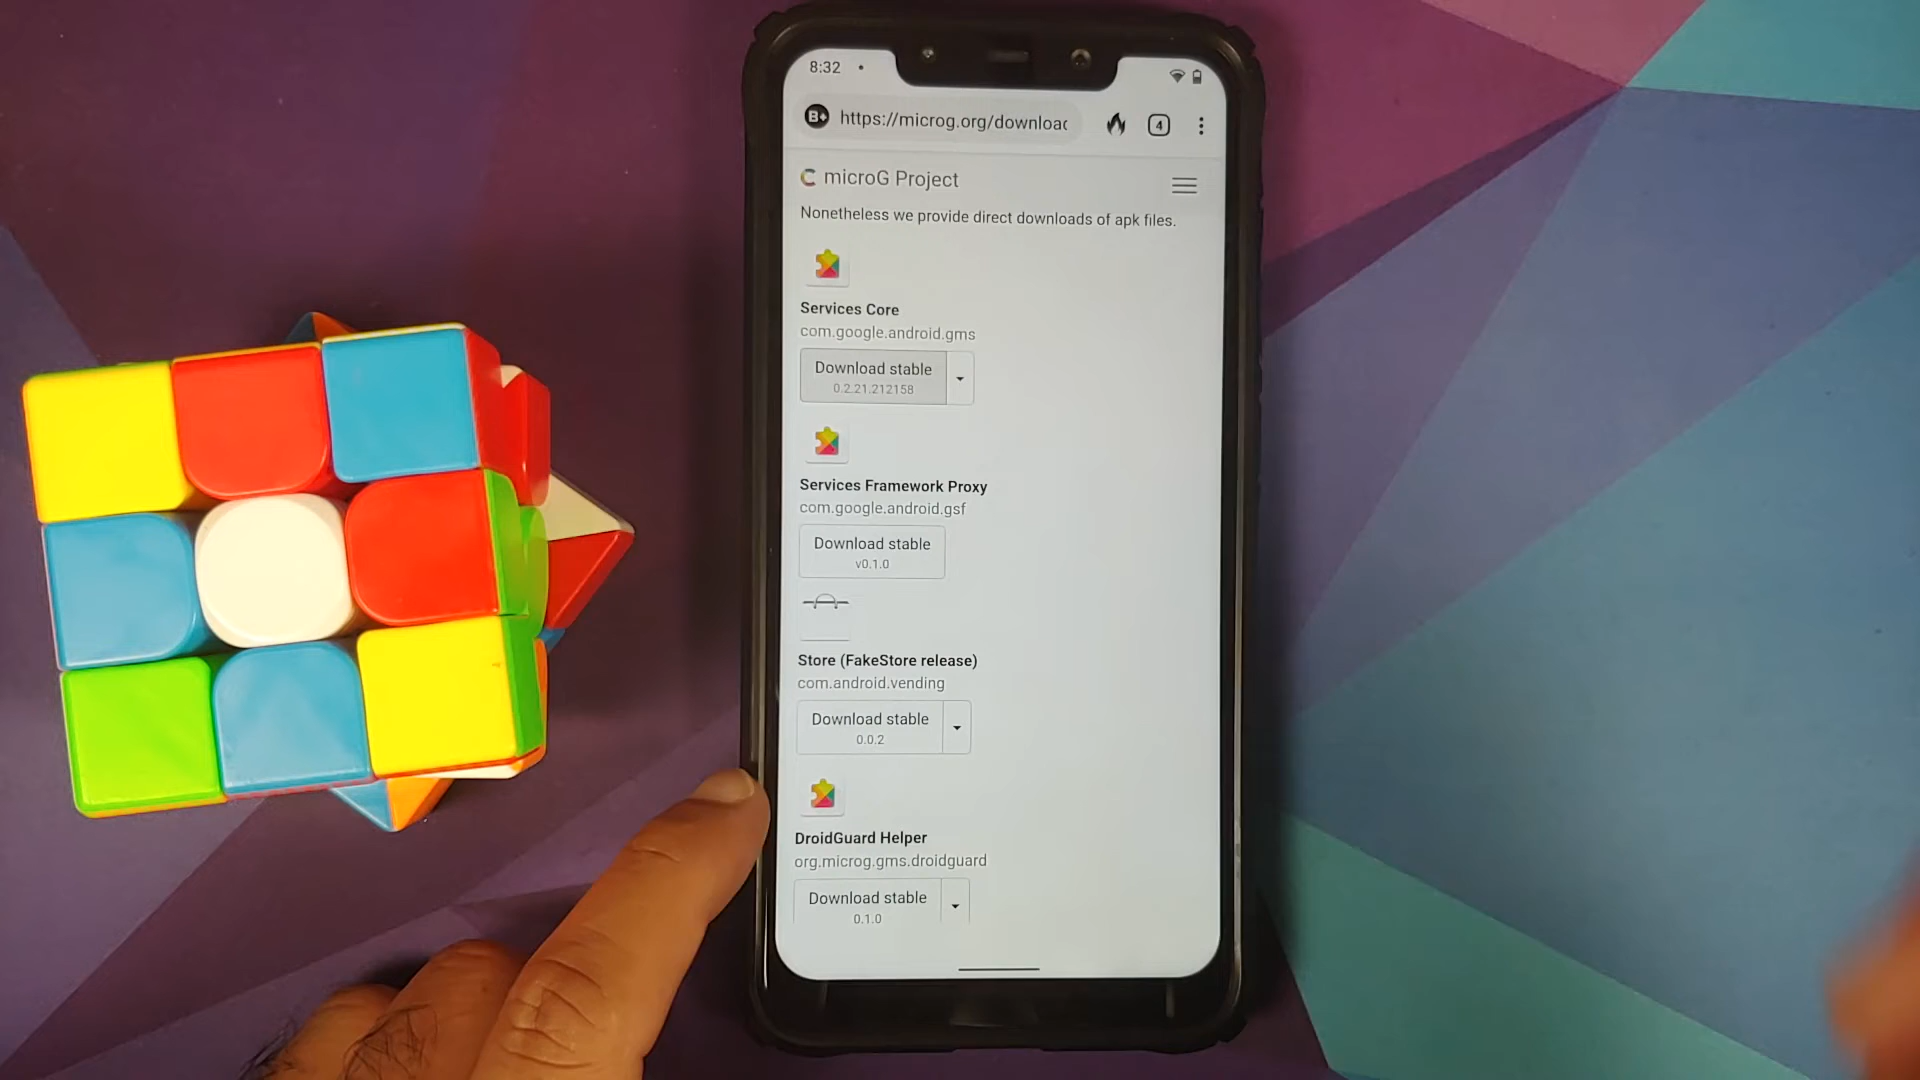 8:32
B+ https://microg.org/downloac 4
microG Project
Nonetheless we provide direct downloads of apk files.
Services Core
com.google.android.gms
Download stable
0.2.21.212158
Services Framework Proxy
com.google.android.gsf
Download stable
v0.1.0
Store (FakeStore release)
com.android.vending
Download stable
0.0.2
DroidGuard Helper
org.microg.gms.droidguard
Download stable
0.1.0